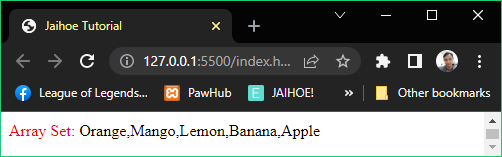 Jaihoe Tutorial
127.0.0.1:5500/index.h...
League of Legends... PawHub JAIHOE! » Other bookmarks
Array Set: Orange,Mango,Lemon,Banana,Apple